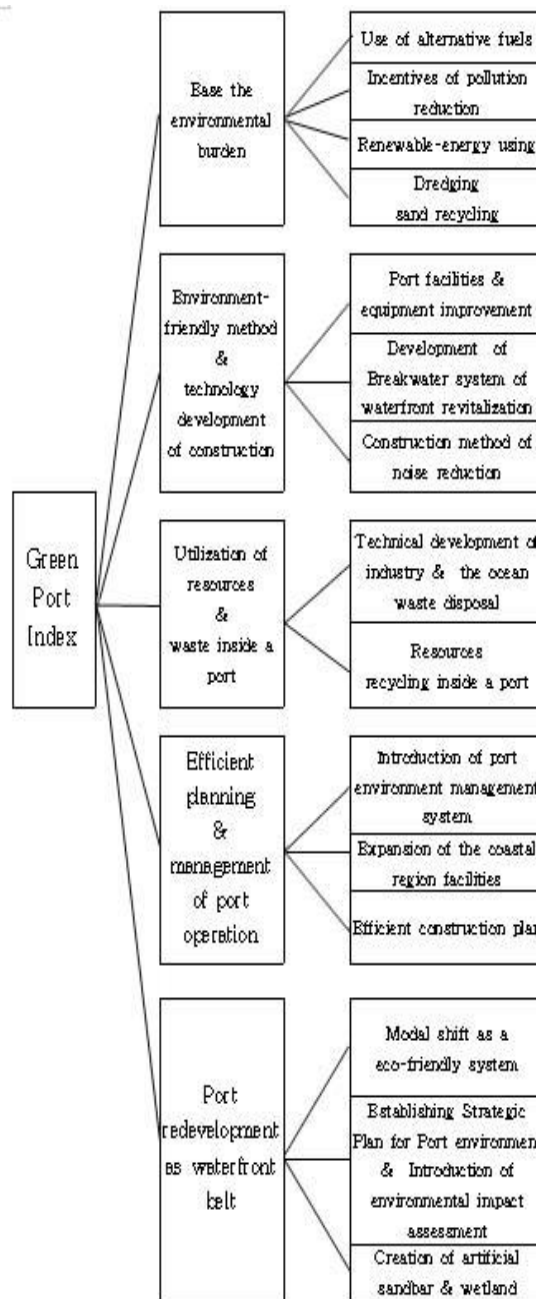 Base the
environmental
burden
Use of alternative fuels
Incentives of pollution
reduction
Renewable-energy using
Dredging
sand recycling
Environment-
friendly method
&
technology
development
of construction
Port facilities &
equipment improvement
Development of
Breakwater system of
waterfront revitalization
Construction method of
noise reduction
Green
Port
Index
Utilization of
resources
&
waste inside a
port
Technical development of
industry & the ocean
waste disposal
Resources
recycling inside a port
Efficient
planning
&
management
of port
operation
Introduction of port
environment management
system
Expansion of the coastal
region facilities
Efficient construction plan
Port
redevelopment
as waterfront
belt
Modal shift as a
eco-friendly system
Establishing Strategic
Plan for Port environment
& Introduction of
environmental impact
assessment
Creation of artificial
sandbar & wetland